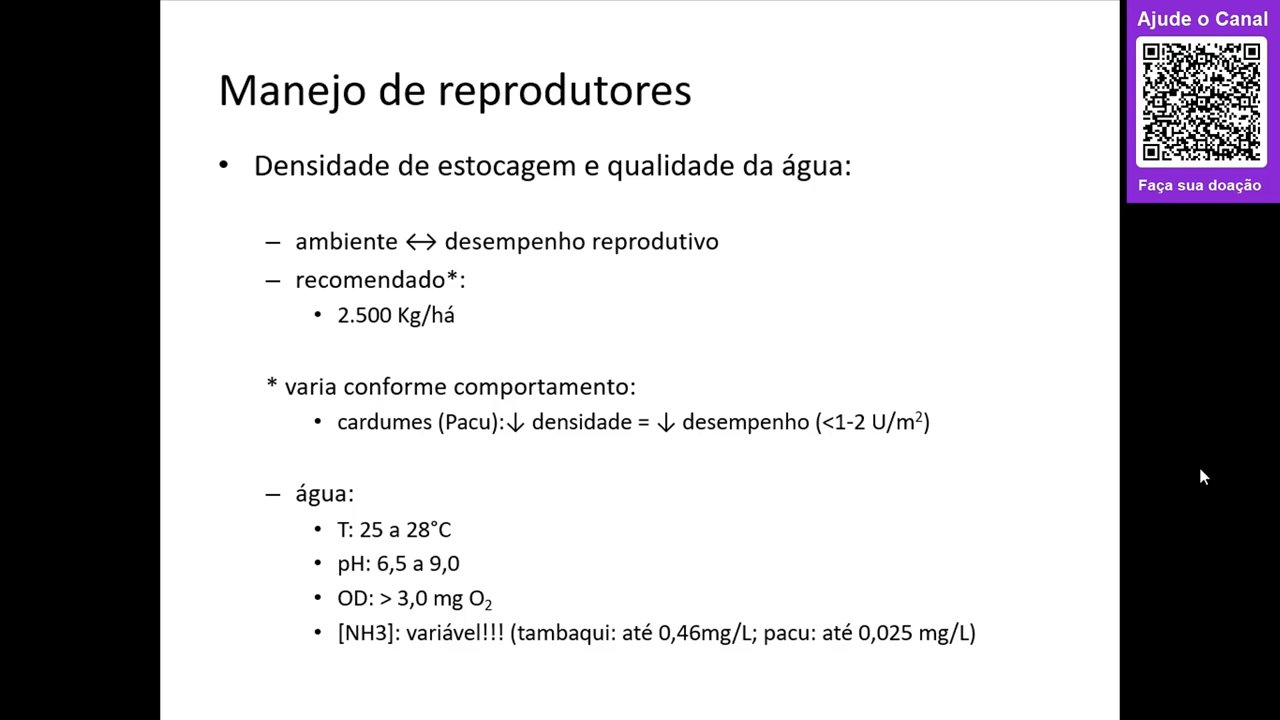 Manejo de reprodutores
• Densidade de estocagem e qualidade da água:
– ambiente ↔ desempenho reprodutivo
– recomendado*:
• 2.500 Kg/há
* varia conforme comportamento:
• cardumes (Pacu):↓ densidade = ↓ desempenho (<1-2 U/m²)
– água:
• T: 25 a 28°C
• pH: 6,5 a 9,0
• OD: > 3,0 mg O₂
• [NH3]: variável!!! (tambaqui: até 0,46mg/L; pacu: até 0,025 mg/L)
Ajude o Canal
Faça sua doação